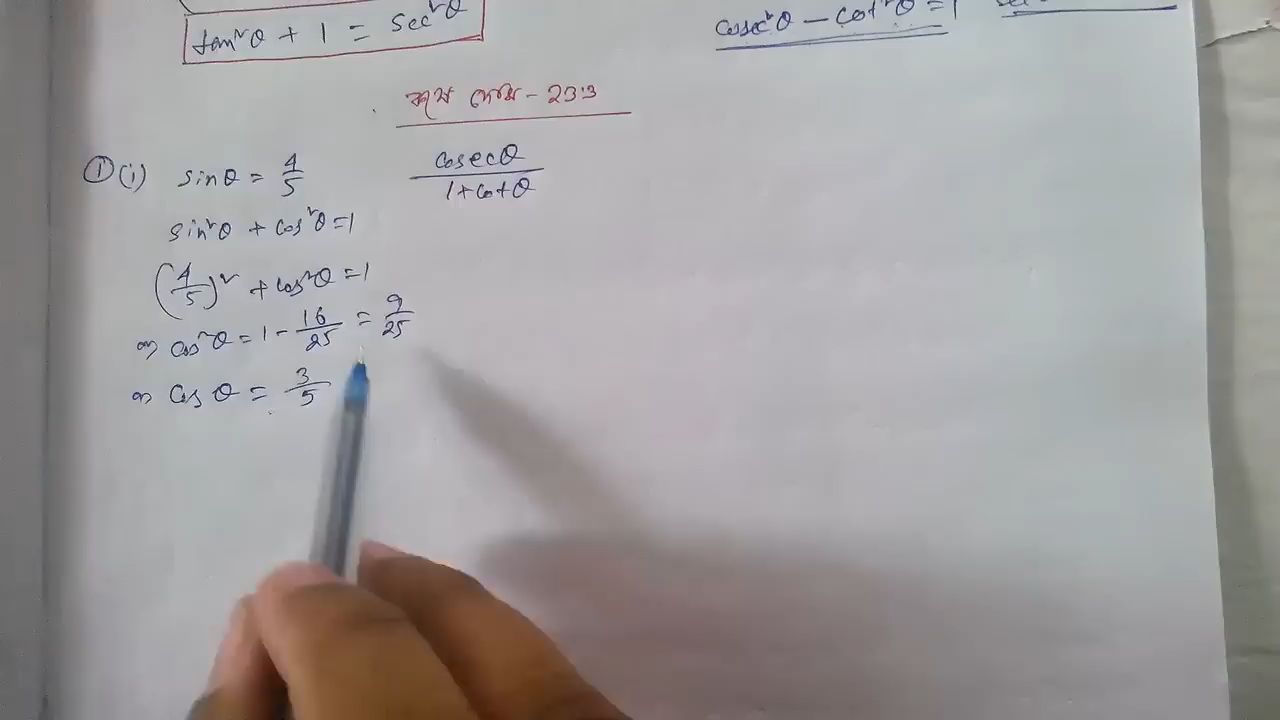 tan²θ + 1 = sec²θ
cosec²θ - cot²θ = 1
কষে দেখি - 23.3
① (i) sinθ = 4/5
cosecθ / 1+cotθ
sin²θ + cos²θ = 1
(4/5)² + cos²θ = 1
⇒ cos²θ = 1 - 16/25 = 9/25
⇒ cos θ = 3/5